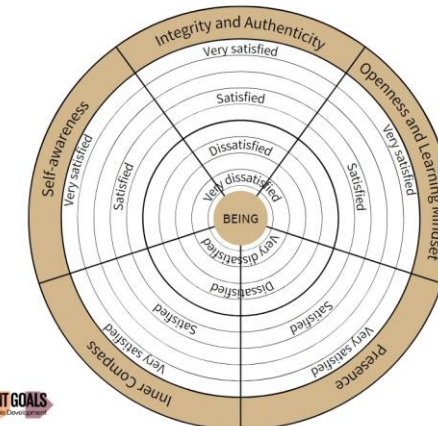 Integrity and Authenticity
Very satisfied
Satisfied
Dissatisfied
Very dissatisfied
Self-awareness
Very satisfied
Satisfied
Openness and Learning Mindset
Very satisfied
Satisfied
BEING
Very dissatisfied
Dissatisfied
Inner Compass
Very satisfied
Satisfied
Presence
Very satisfied
Satisfied
GOALS
Development